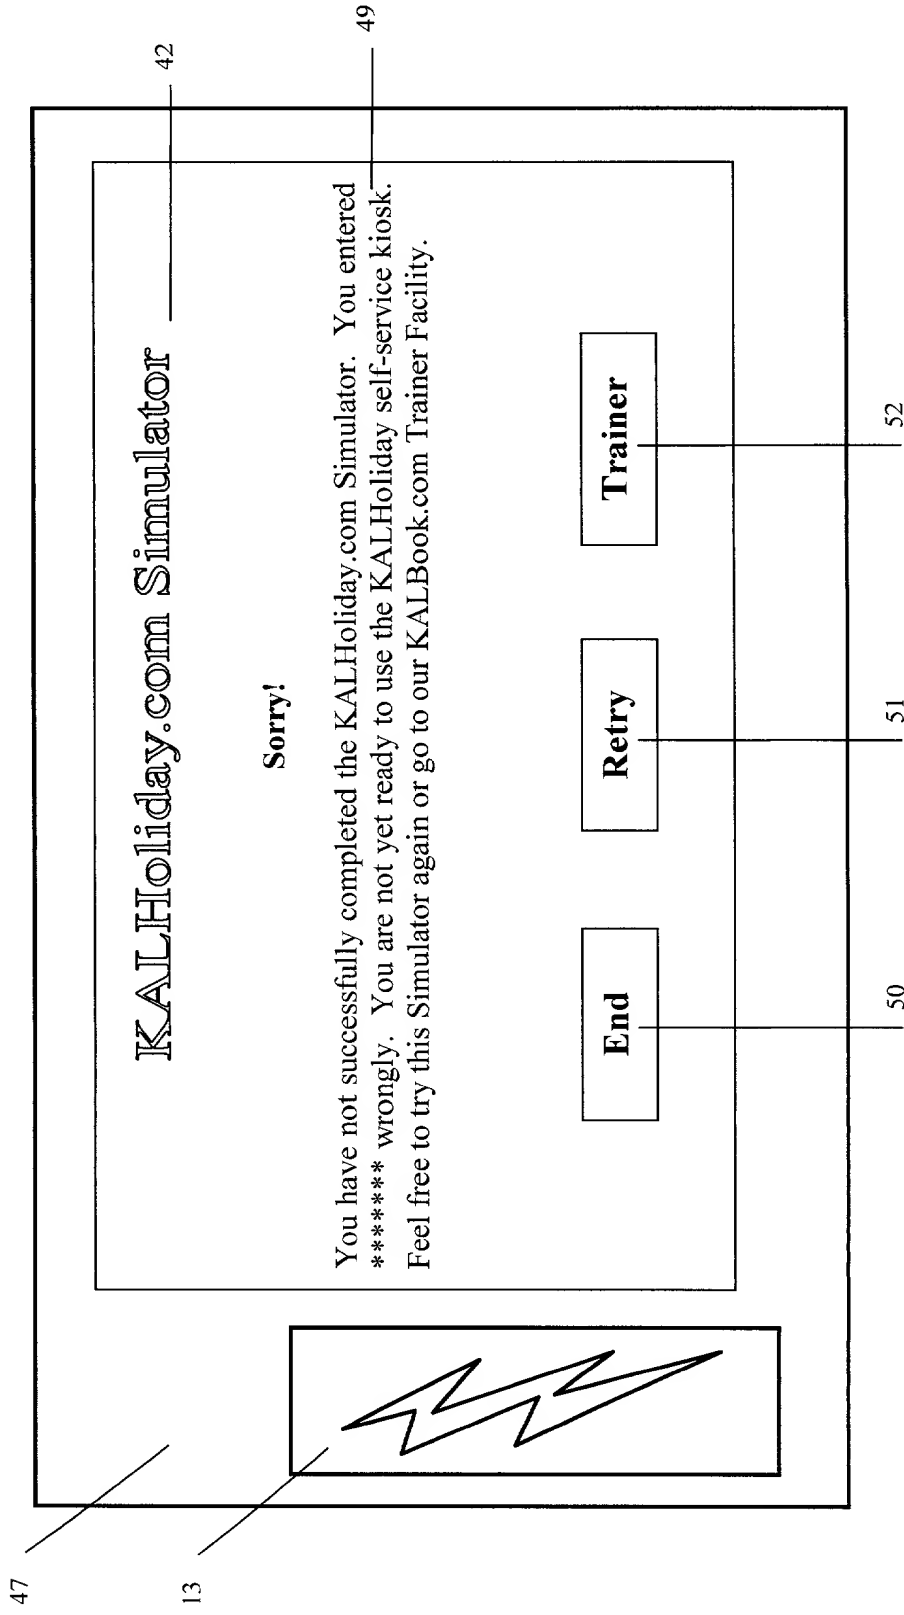 42
49
KALHoliday.com Simulator
Sorry!
You have not successfully completed the KALHoliday.com Simulator. You entered
******* wrongly. You are not yet ready to use the KALHoliday self-service kiosk.
Feel free to try this Simulator again or go to our KALBook.com Trainer Facility.
End
Retry
Trainer
47
13
50
51
52